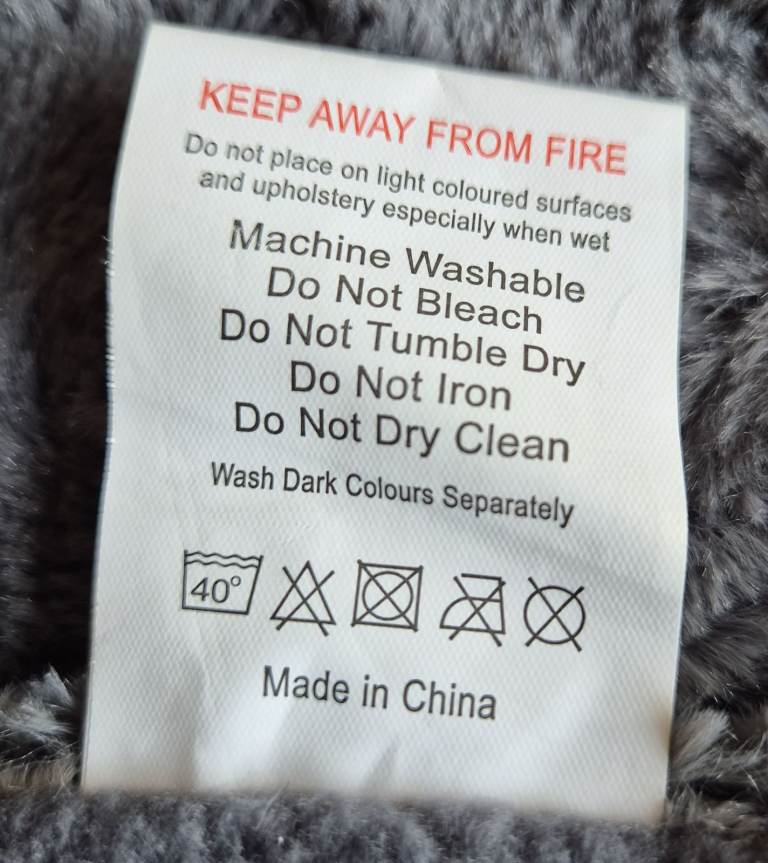 KEEP AWAY FROM FIRE
Do not place on light coloured surfaces
and upholstery especially when wet
Machine Washable
Do Not Bleach
Do Not Tumble Dry
Do Not Iron
Do Not Dry Clean
Wash Dark Colours Separately
40°
Made in China